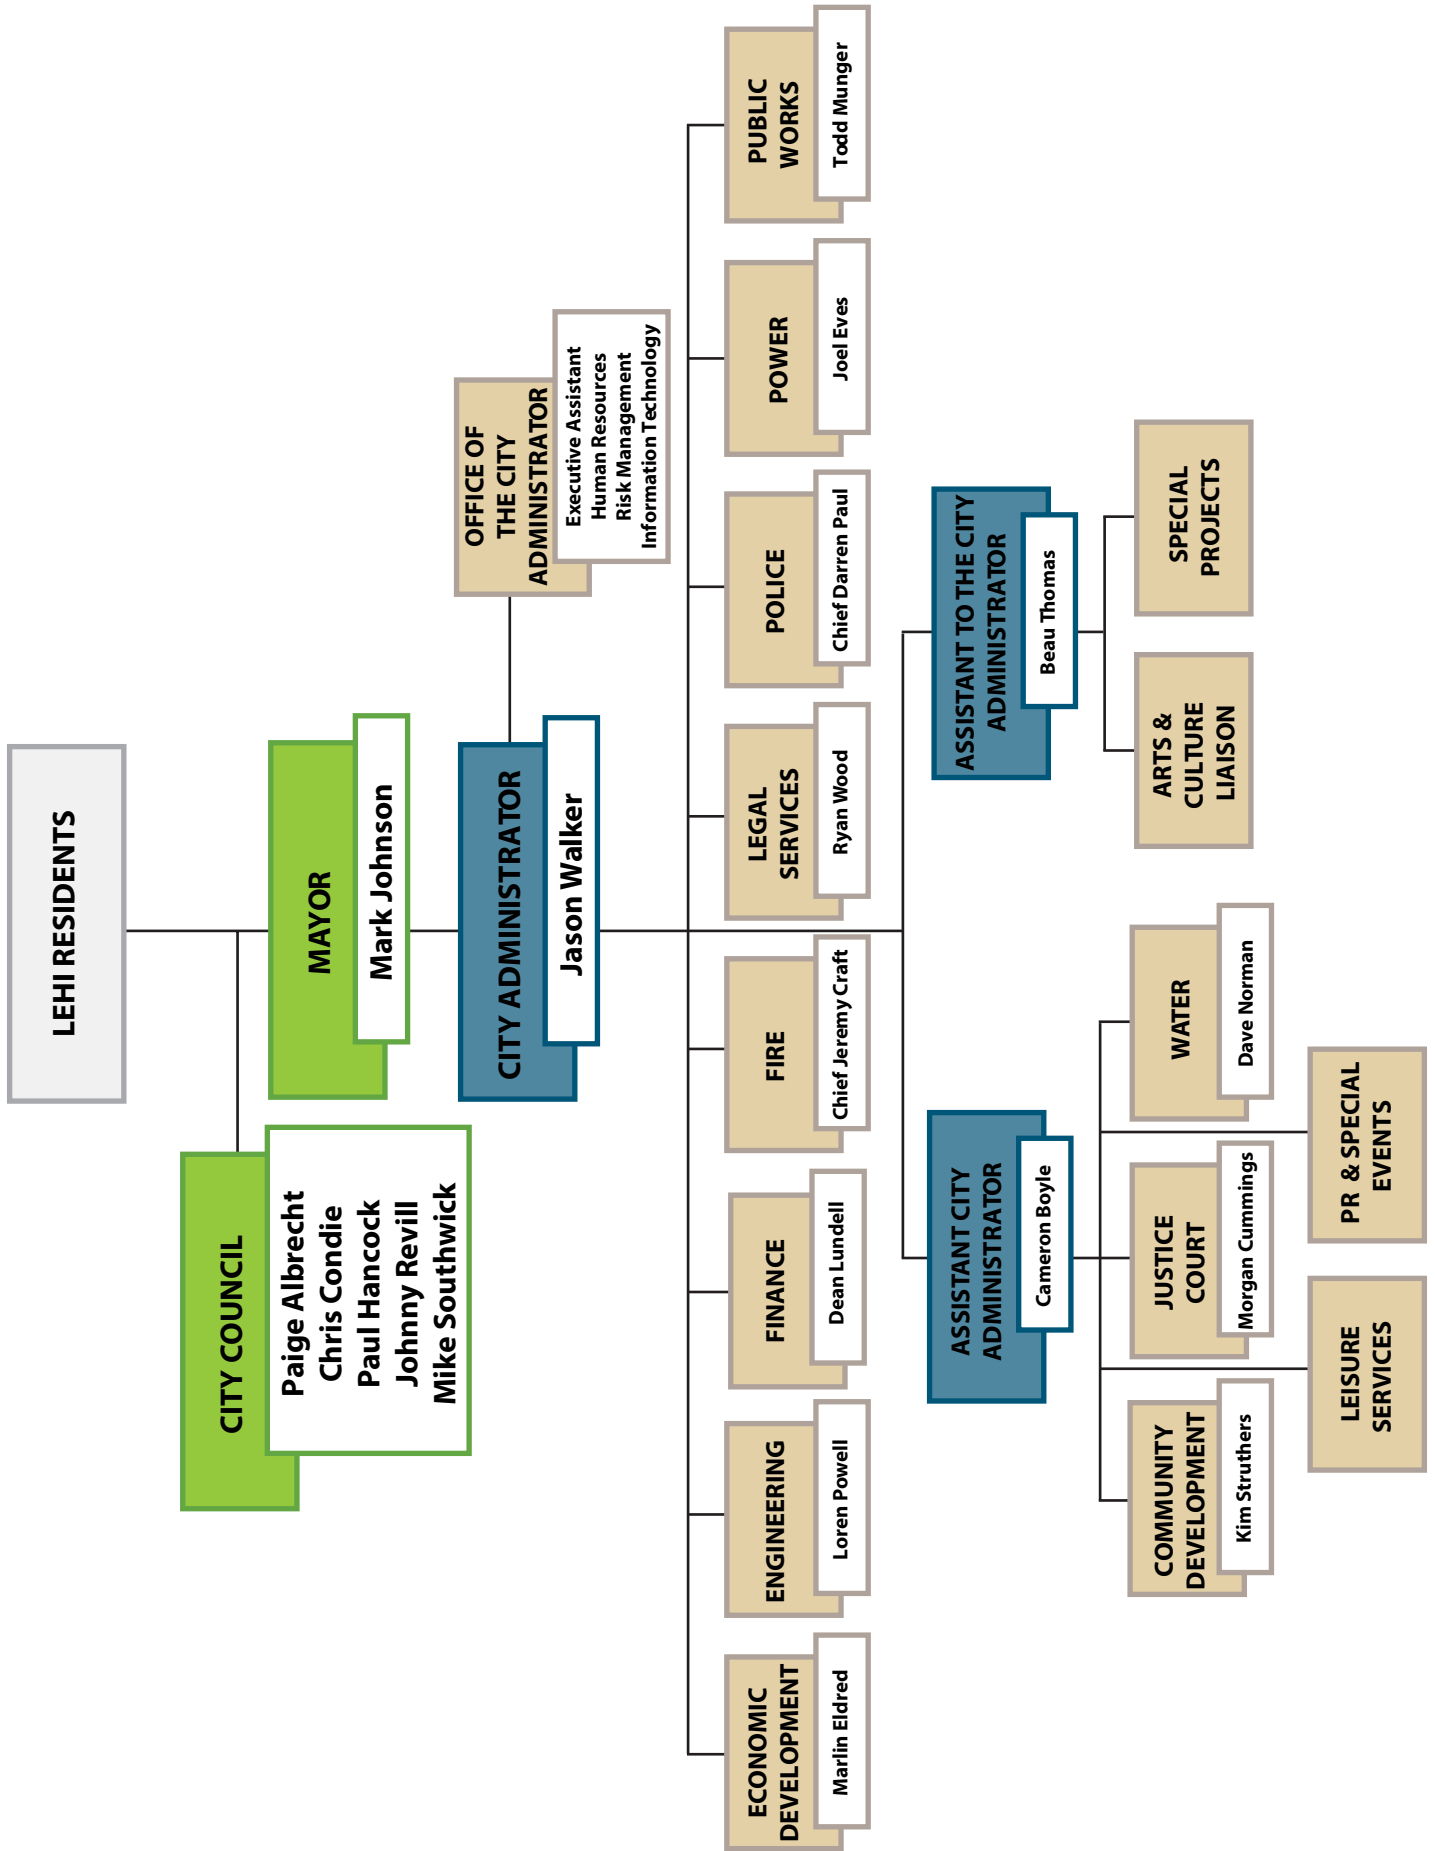 LEHI RESIDENTS
CITY COUNCIL
Paige Albrecht
Chris Condie
Paul Hancock
Johnny Revill
Mike Southwick
MAYOR
Mark Johnson
CITY ADMINISTRATOR
Jason Walker
OFFICE OF
THE CITY
ADMINISTRATOR
Executive Assistant
Human Resources
Risk Management
Information Technology
ECONOMIC
DEVELOPMENT
Marlin Eldred
ENGINEERING
Loren Powell
FINANCE
Dean Lundell
FIRE
Chief Jeremy Craft
LEGAL
SERVICES
Ryan Wood
POLICE
Chief Darren Paul
POWER
Joel Eves
PUBLIC
WORKS
Todd Munger
ASSISTANT CITY
ADMINISTRATOR
Cameron Boyle
ASSISTANT TO THE CITY
ADMINISTRATOR
Beau Thomas
COMMUNITY
DEVELOPMENT
Kim Struthers
JUSTICE
COURT
Morgan Cummings
WATER
Dave Norman
ARTS &
CULTURE
LIAISON
SPECIAL
PROJECTS
LEISURE
SERVICES
PR & SPECIAL
EVENTS